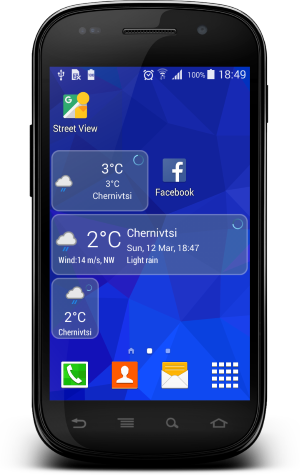 100% 18:49
Street View
3°C
3°C
Chernivtsi
Facebook
2°C
Chernivtsi
Sun, 12 Mar, 18:47
Wind:14 m/s, NW
Light rain
2°C
Chernivtsi